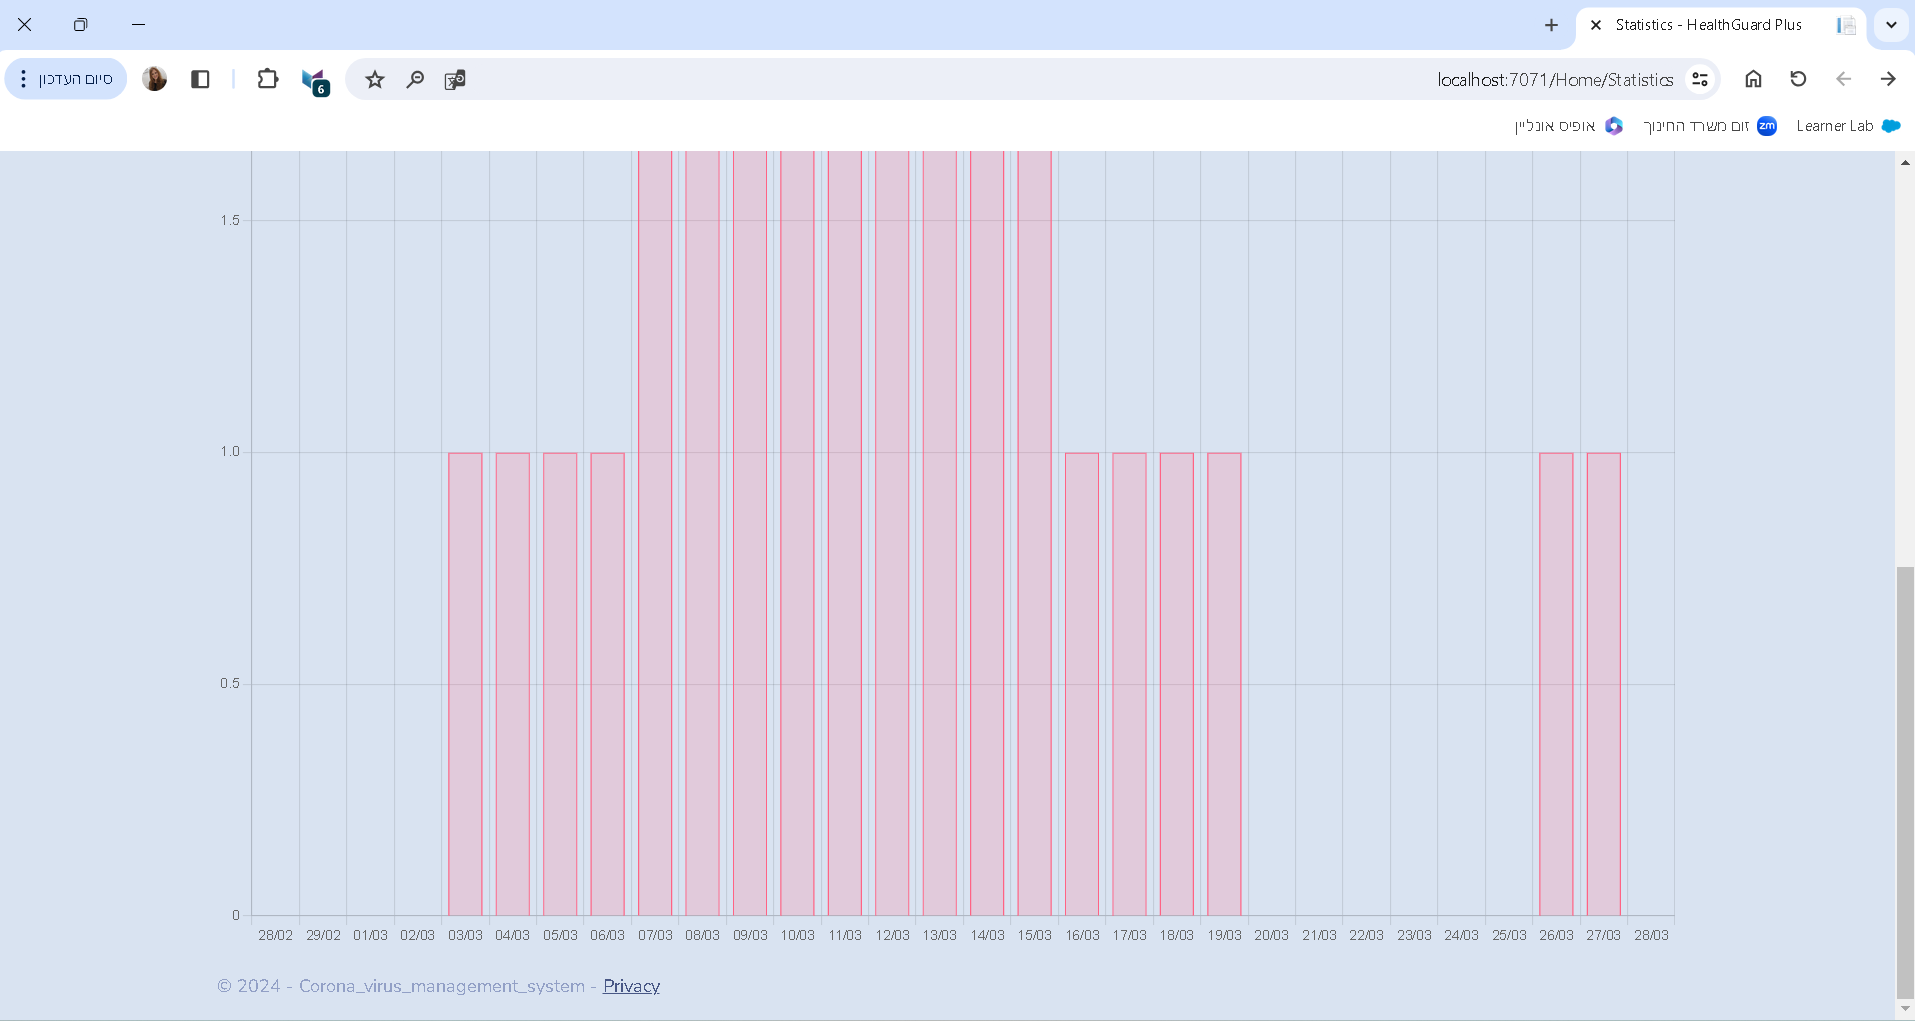 Statistics - HealthGuard Plus
סיום העדכון
6
localhost:7071/Home/Statistics
Learner Lab
zm
זום משרד החינוך
אופיס אונליין
1.5
1.0
0.5
0
28/02 29/02 01/03 02/03 03/03 04/03 05/03 06/03 07/03 08/03 09/03 10/03 11/03 12/03 13/03 14/03 15/03 16/03 17/03 18/03 19/03 20/03 21/03 22/03 23/03 24/03 25/03 26/03 27/03 28/03
© 2024 - Corona_virus_management_system - Privacy